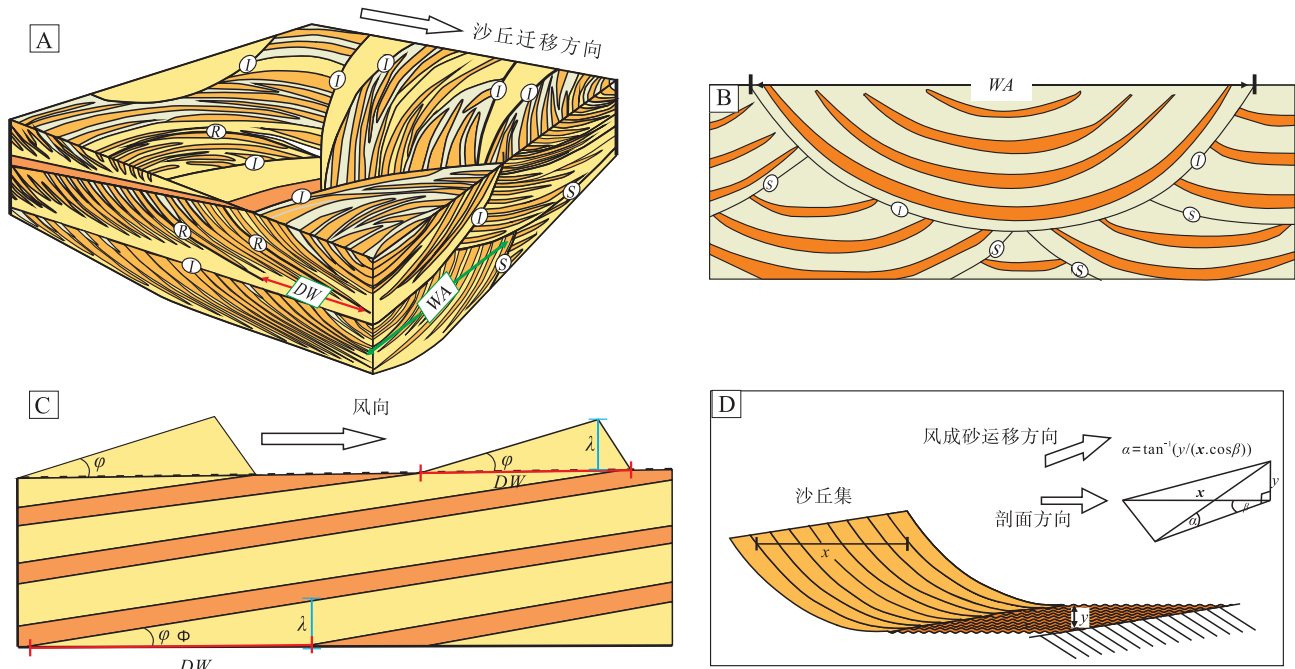 A
沙丘迁移方向
I
I
I
I
I
R
I
I
I
S
R
R
S
I
DW
WA
B
WA
I
S
I
S
S
S
C
风向
λ
φ
φ
DW
λ
φ Φ
DW
D
风成砂运移方向
α=tan⁻¹(y/(x.cosβ))
沙丘集
剖面方向
x
y
α
β
x
y